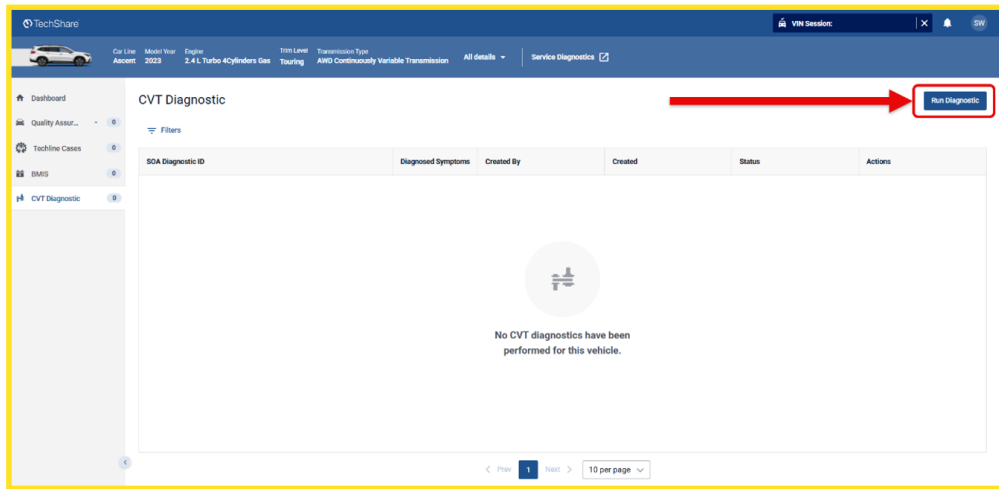 TechShare
VIN Session:
SW
Car Line Model Year Engine Trim Level Transmission Type
Ascent 2023 2.4 L Turbo 4Cylinders Gas Touring AWD Continuously Variable Transmission
All details
Service Diagnostics
Dashboard
Quality Assur... 0
Techline Cases 0
BMIS 0
CVT Diagnostic 0
CVT Diagnostic
Run Diagnostic
Filters
SOA Diagnostic ID Diagnosed Symptoms Created By Created Status Actions
No CVT diagnostics have been
performed for this vehicle.
Prev 1 Next 10 per page